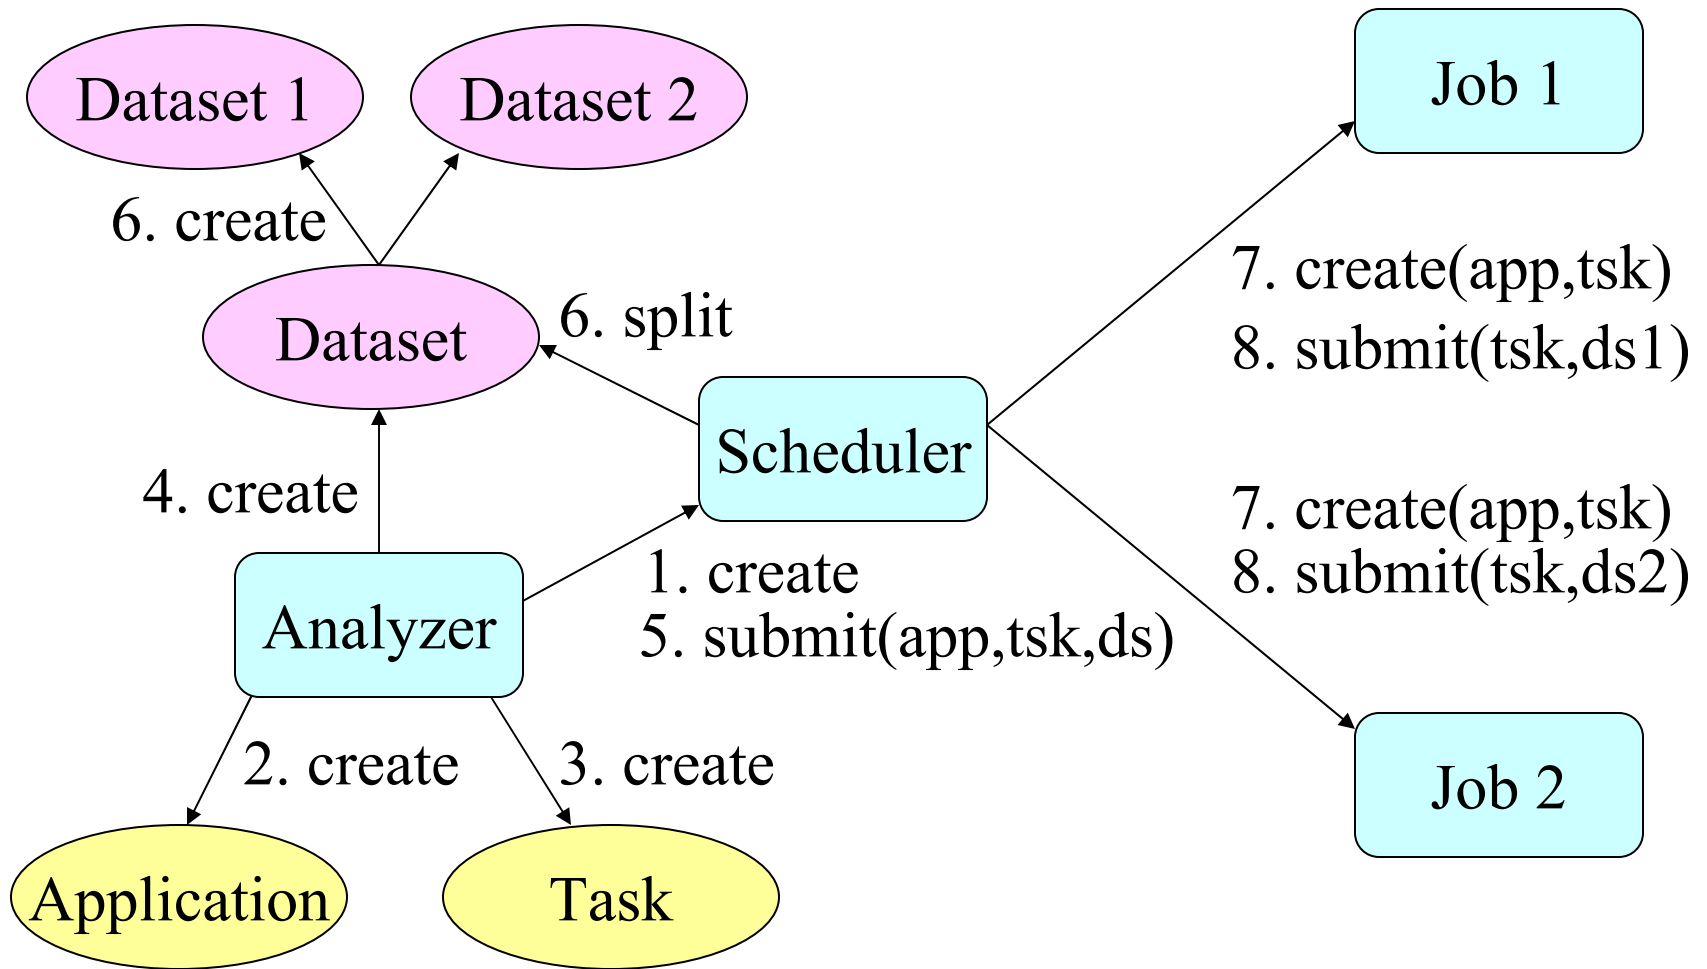 Dataset 1
Dataset 2
Job 1
6. create
7. create(app,tsk)
8. submit(tsk,ds1)
Dataset
6. split
Scheduler
4. create
7. create(app,tsk)
8. submit(tsk,ds2)
1. create
5. submit(app,tsk,ds)
Analyzer
2. create
3. create
Job 2
Application
Task